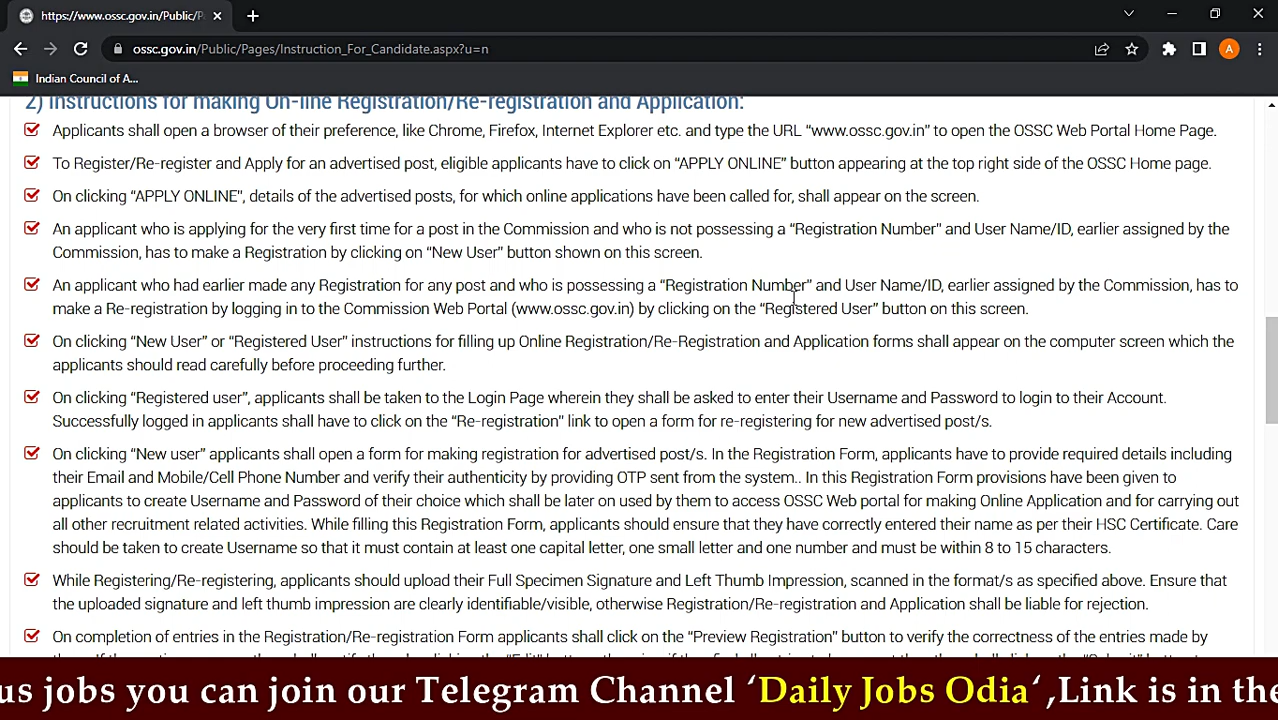 https://www.ossc.gov.in/Public/P
ossc.gov.in/Public/Pages/Instruction_For_Candidate.aspx?u=n
A
Indian Council of A...
2) Instructions for making On-line Registration/Re-registration and Application:
Applicants shall open a browser of their preference, like Chrome, Firefox, Internet Explorer etc. and type the URL "www.ossc.gov.in" to open the OSSC Web Portal Home Page.
To Register/Re-register and Apply for an advertised post, eligible applicants have to click on "APPLY ONLINE" button appearing at the top right side of the OSSC Home page.
On clicking "APPLY ONLINE", details of the advertised posts, for which online applications have been called for, shall appear on the screen.
An applicant who is applying for the very first time for a post in the Commission and who is not possessing a "Registration Number" and User Name/ID, earlier assigned by the
Commission, has to make a Registration by clicking on "New User" button shown on this screen.
An applicant who had earlier made any Registration for any post and who is possessing a "Registration Number" and User Name/ID, earlier assigned by the Commission, has to
make a Re-registration by logging in to the Commission Web Portal (www.ossc.gov.in) by clicking on the "Registered User" button on this screen.
On clicking "New User" or "Registered User" instructions for filling up Online Registration/Re-Registration and Application forms shall appear on the computer screen which the
applicants should read carefully before proceeding further.
On clicking "Registered user", applicants shall be taken to the Login Page wherein they shall be asked to enter their Username and Password to login to their Account.
Successfully logged in applicants shall have to click on the "Re-registration" link to open a form for re-registering for new advertised post/s.
On clicking "New user" applicants shall open a form for making registration for advertised post/s. In the Registration Form, applicants have to provide required details including
their Email and Mobile/Cell Phone Number and verify their authenticity by providing OTP sent from the system.. In this Registration Form provisions have been given to
applicants to create Username and Password of their choice which shall be later on used by them to access OSSC Web portal for making Online Application and for carrying out
all other recruitment related activities. While filling this Registration Form, applicants should ensure that they have correctly entered their name as per their HSC Certificate. Care
should be taken to create Username so that it must contain at least one capital letter, one small letter and one number and must be within 8 to 15 characters.
While Registering/Re-registering, applicants should upload their Full Specimen Signature and Left Thumb Impression, scanned in the format/s as specified above. Ensure that
the uploaded signature and left thumb impression are clearly identifiable/visible, otherwise Registration/Re-registration and Application shall be liable for rejection.
On completion of entries in the Registration/Re-registration Form applicants shall click on the "Preview Registration" button to verify the correctness of the entries made by
us jobs you can join our Telegram Channel 'Daily Jobs Odia',Link is in the